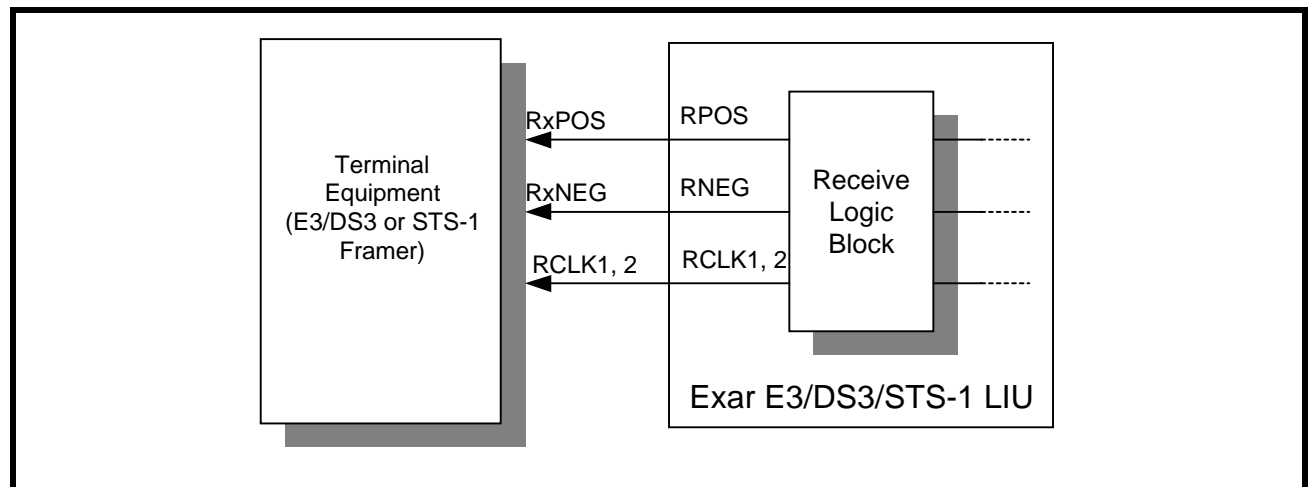 Terminal
Equipment
(E3/DS3 or STS-1
Framer)
RxPOS
RPOS
RxNEG
RNEG
RCLK1, 2
RCLK1, 2
Receive
Logic
Block
Exar E3/DS3/STS-1 LIU